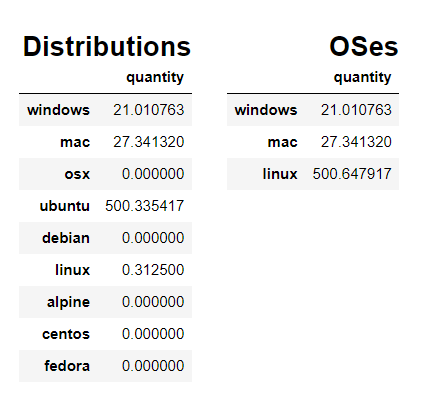 Distributions
quantity
windows 21.010763
mac 27.341320
osx 0.000000
ubuntu 500.335417
debian 0.000000
linux 0.312500
alpine 0.000000
centos 0.000000
fedora 0.000000
OSes
quantity
windows 21.010763
mac 27.341320
linux 500.647917